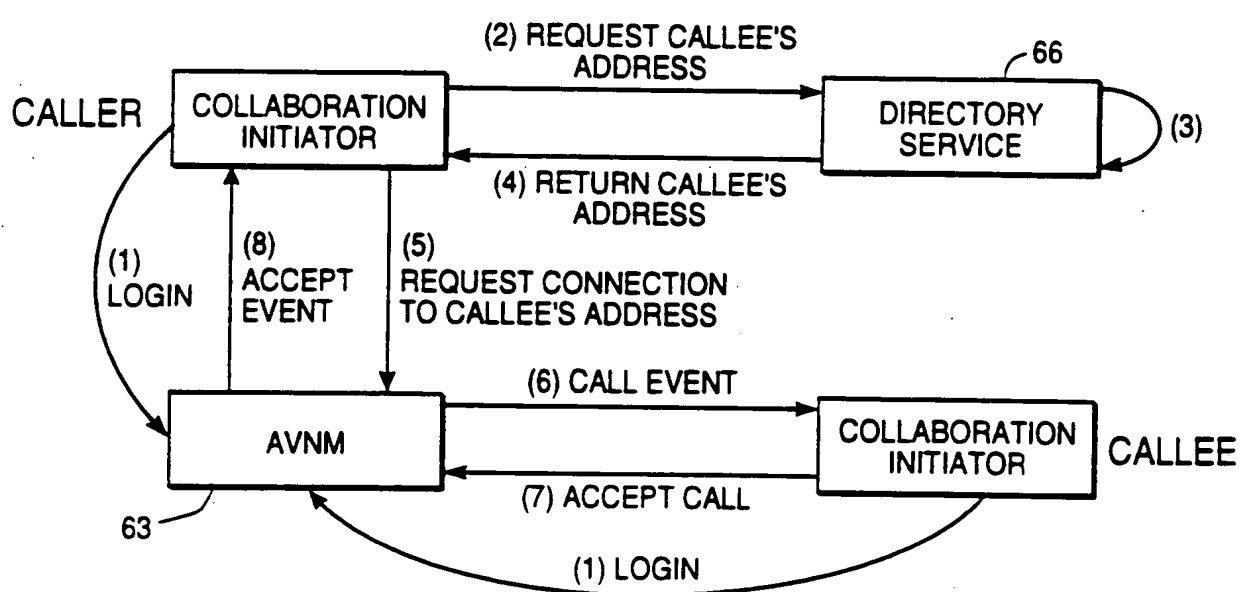 (2) REQUEST CALLEE'S
ADDRESS
66
CALLER
COLLABORATION
INITIATOR
DIRECTORY
SERVICE
(3)
(4) RETURN CALLEE'S
ADDRESS
(1)
LOGIN
(8)
ACCEPT
EVENT
(5)
REQUEST CONNECTION
TO CALLEE'S ADDRESS
(6) CALL EVENT
AVNM
COLLABORATION
INITIATOR
CALLEE
(7) ACCEPT CALL
63
(1) LOGIN